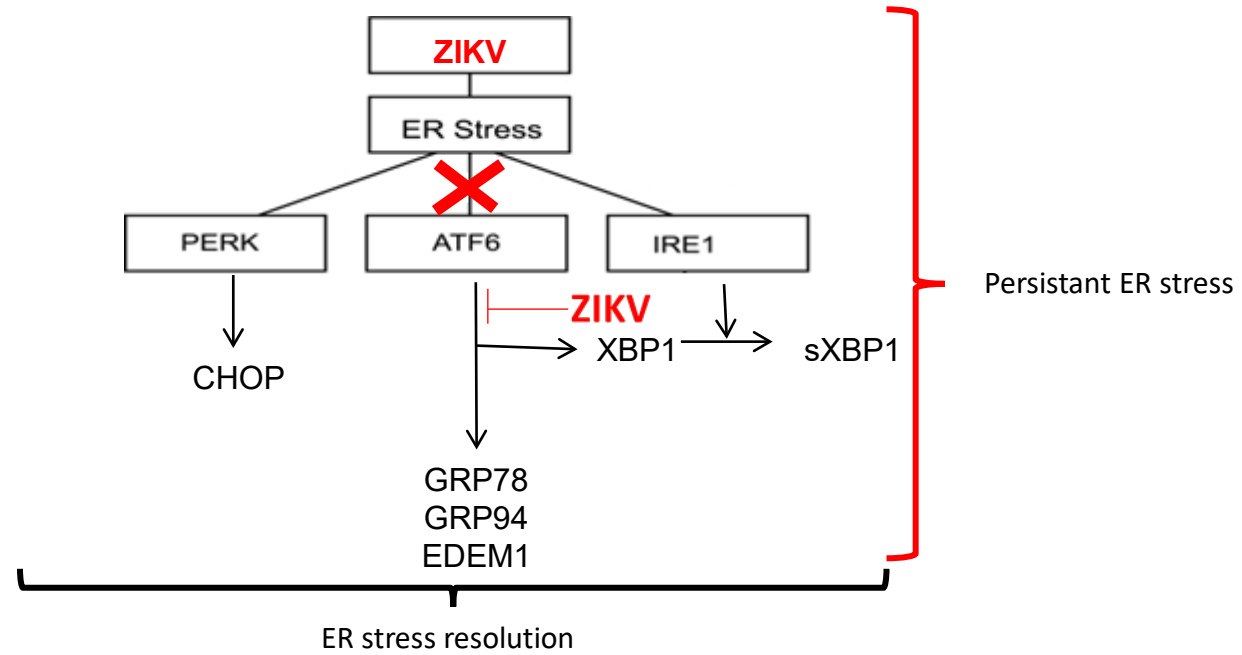 ZIKV
ER Stress
PERK
ATF6
IRE1
Persistant ER stress
ZIKV
XBP1
sXBP1
CHOP
GRP78
GRP94
EDEM1
ER stress resolution